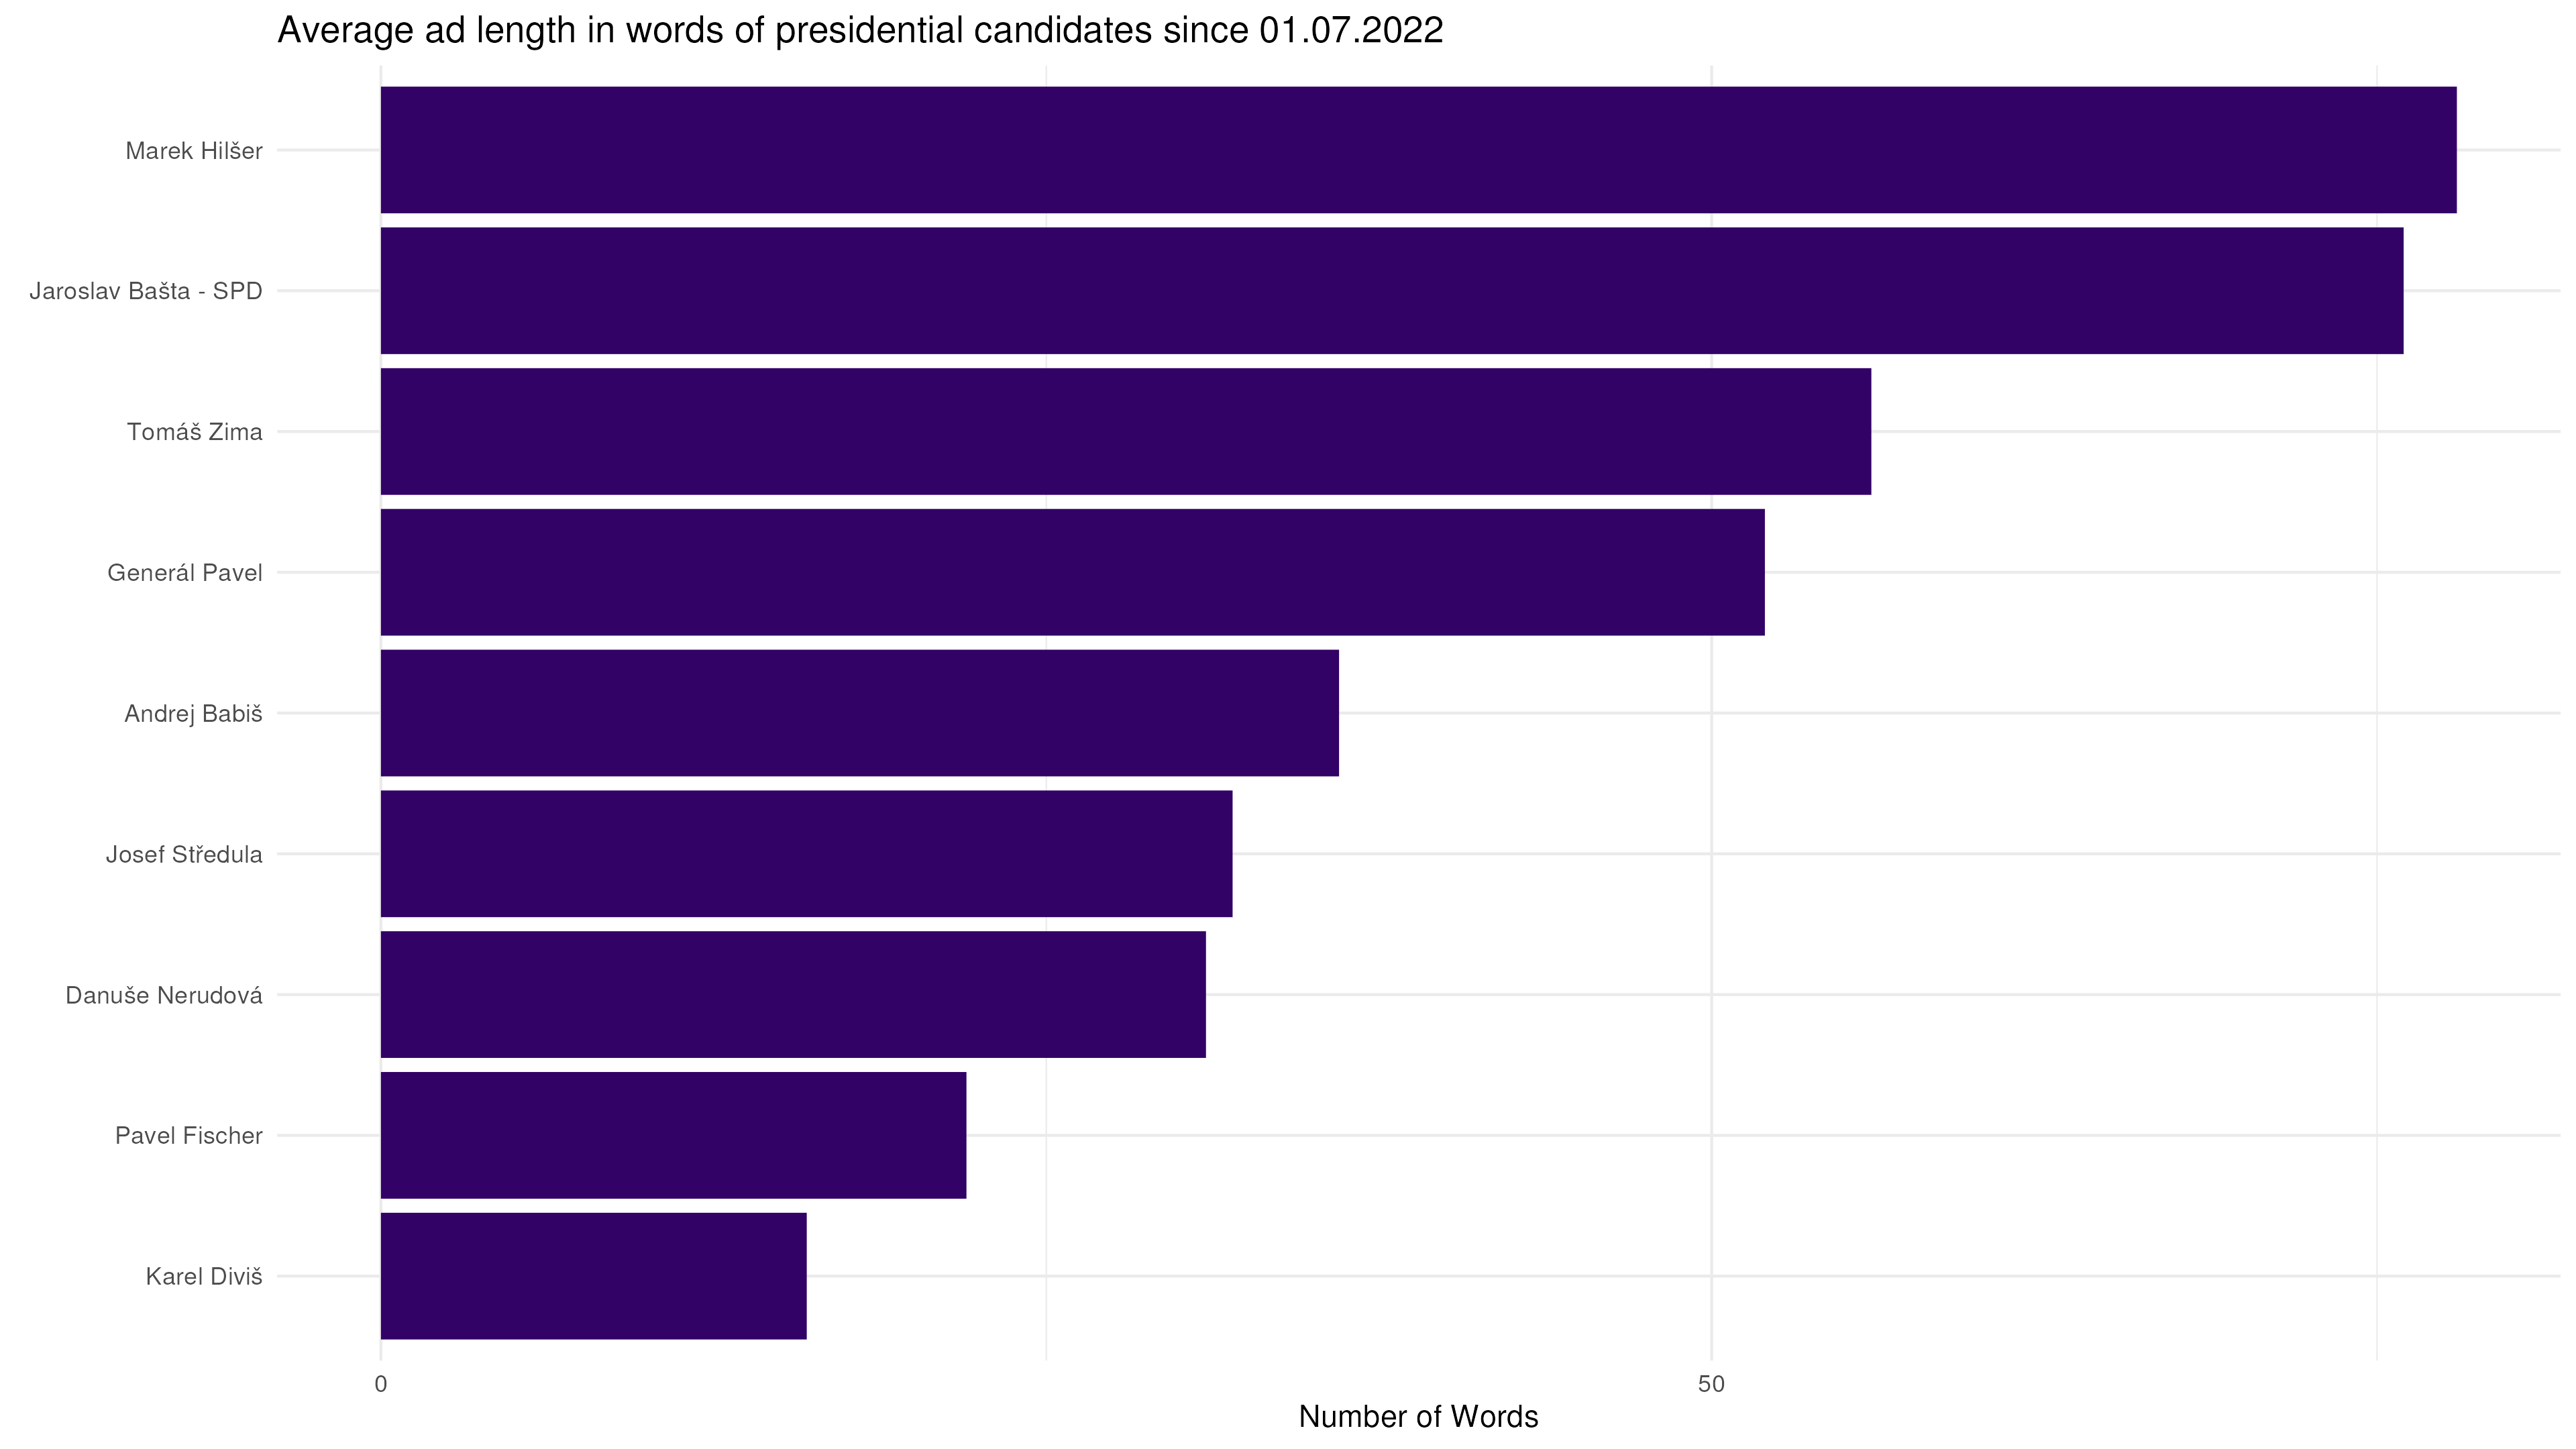 Average ad length in words of presidential candidates since 01.07.2022
Marek Hilšer
Jaroslav Bašta - SPD
Tomáš Zima
Generál Pavel
Andrej Babiš
Josef Středula
Danuše Nerudová
Pavel Fischer
Karel Diviš
0
50
Number of Words